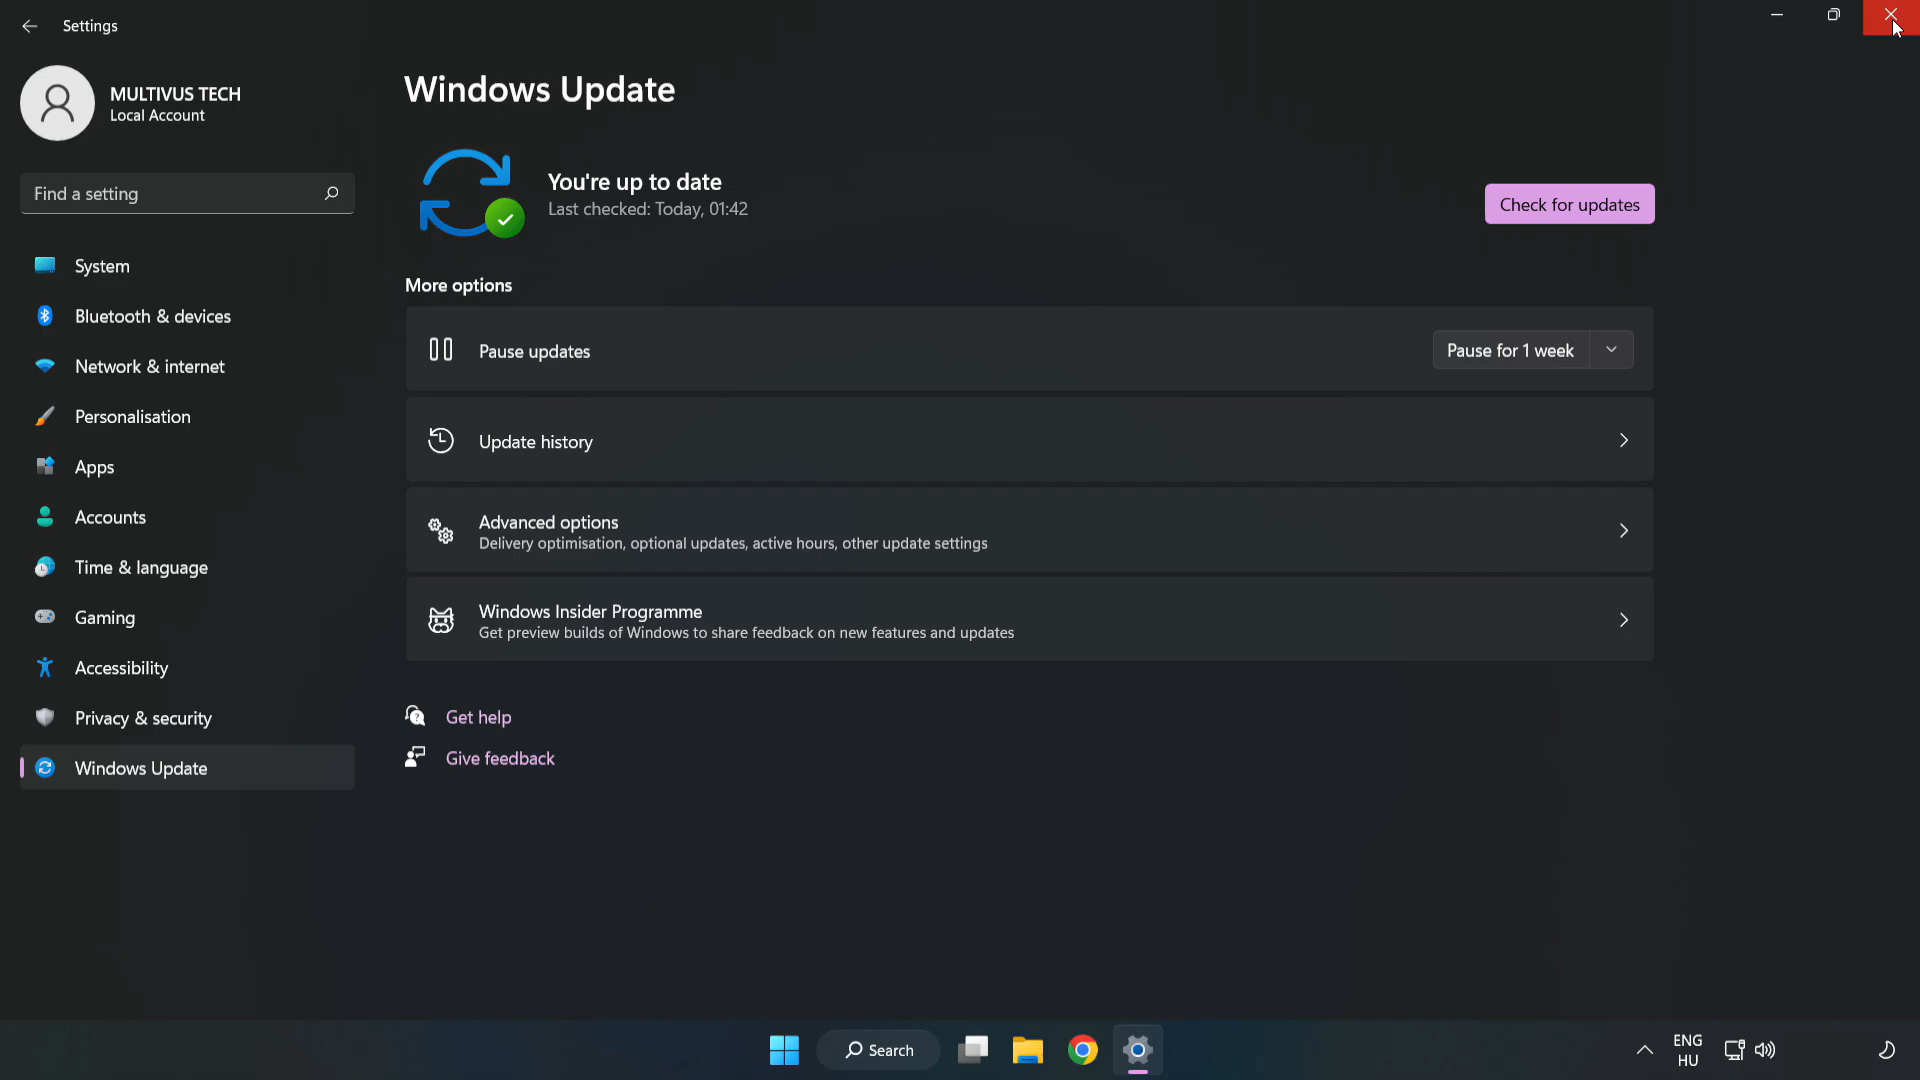 Settings
MULTIVUS TECH
Local Account
Find a setting
System
Bluetooth & devices
Network & internet
Personalisation
Apps
Accounts
Time & language
Gaming
Accessibility
Privacy & security
Windows Update
Windows Update
You're up to date
Last checked: Today, 01:42
Check for updates
More options
Pause updates
Pause for 1 week
Update history
Advanced options
Delivery optimisation, optional updates, active hours, other update settings
Windows Insider Programme
Get preview builds of Windows to share feedback on new features and updates
Get help
Give feedback
Search
ENG
HU